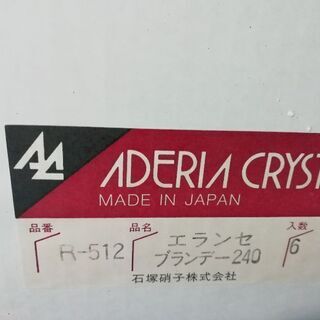 ADERIA CRYST
MADE IN JAPAN
品番 品名 入数
R-512 エランセ 6
ブランデー240
石塚硝子株式会社